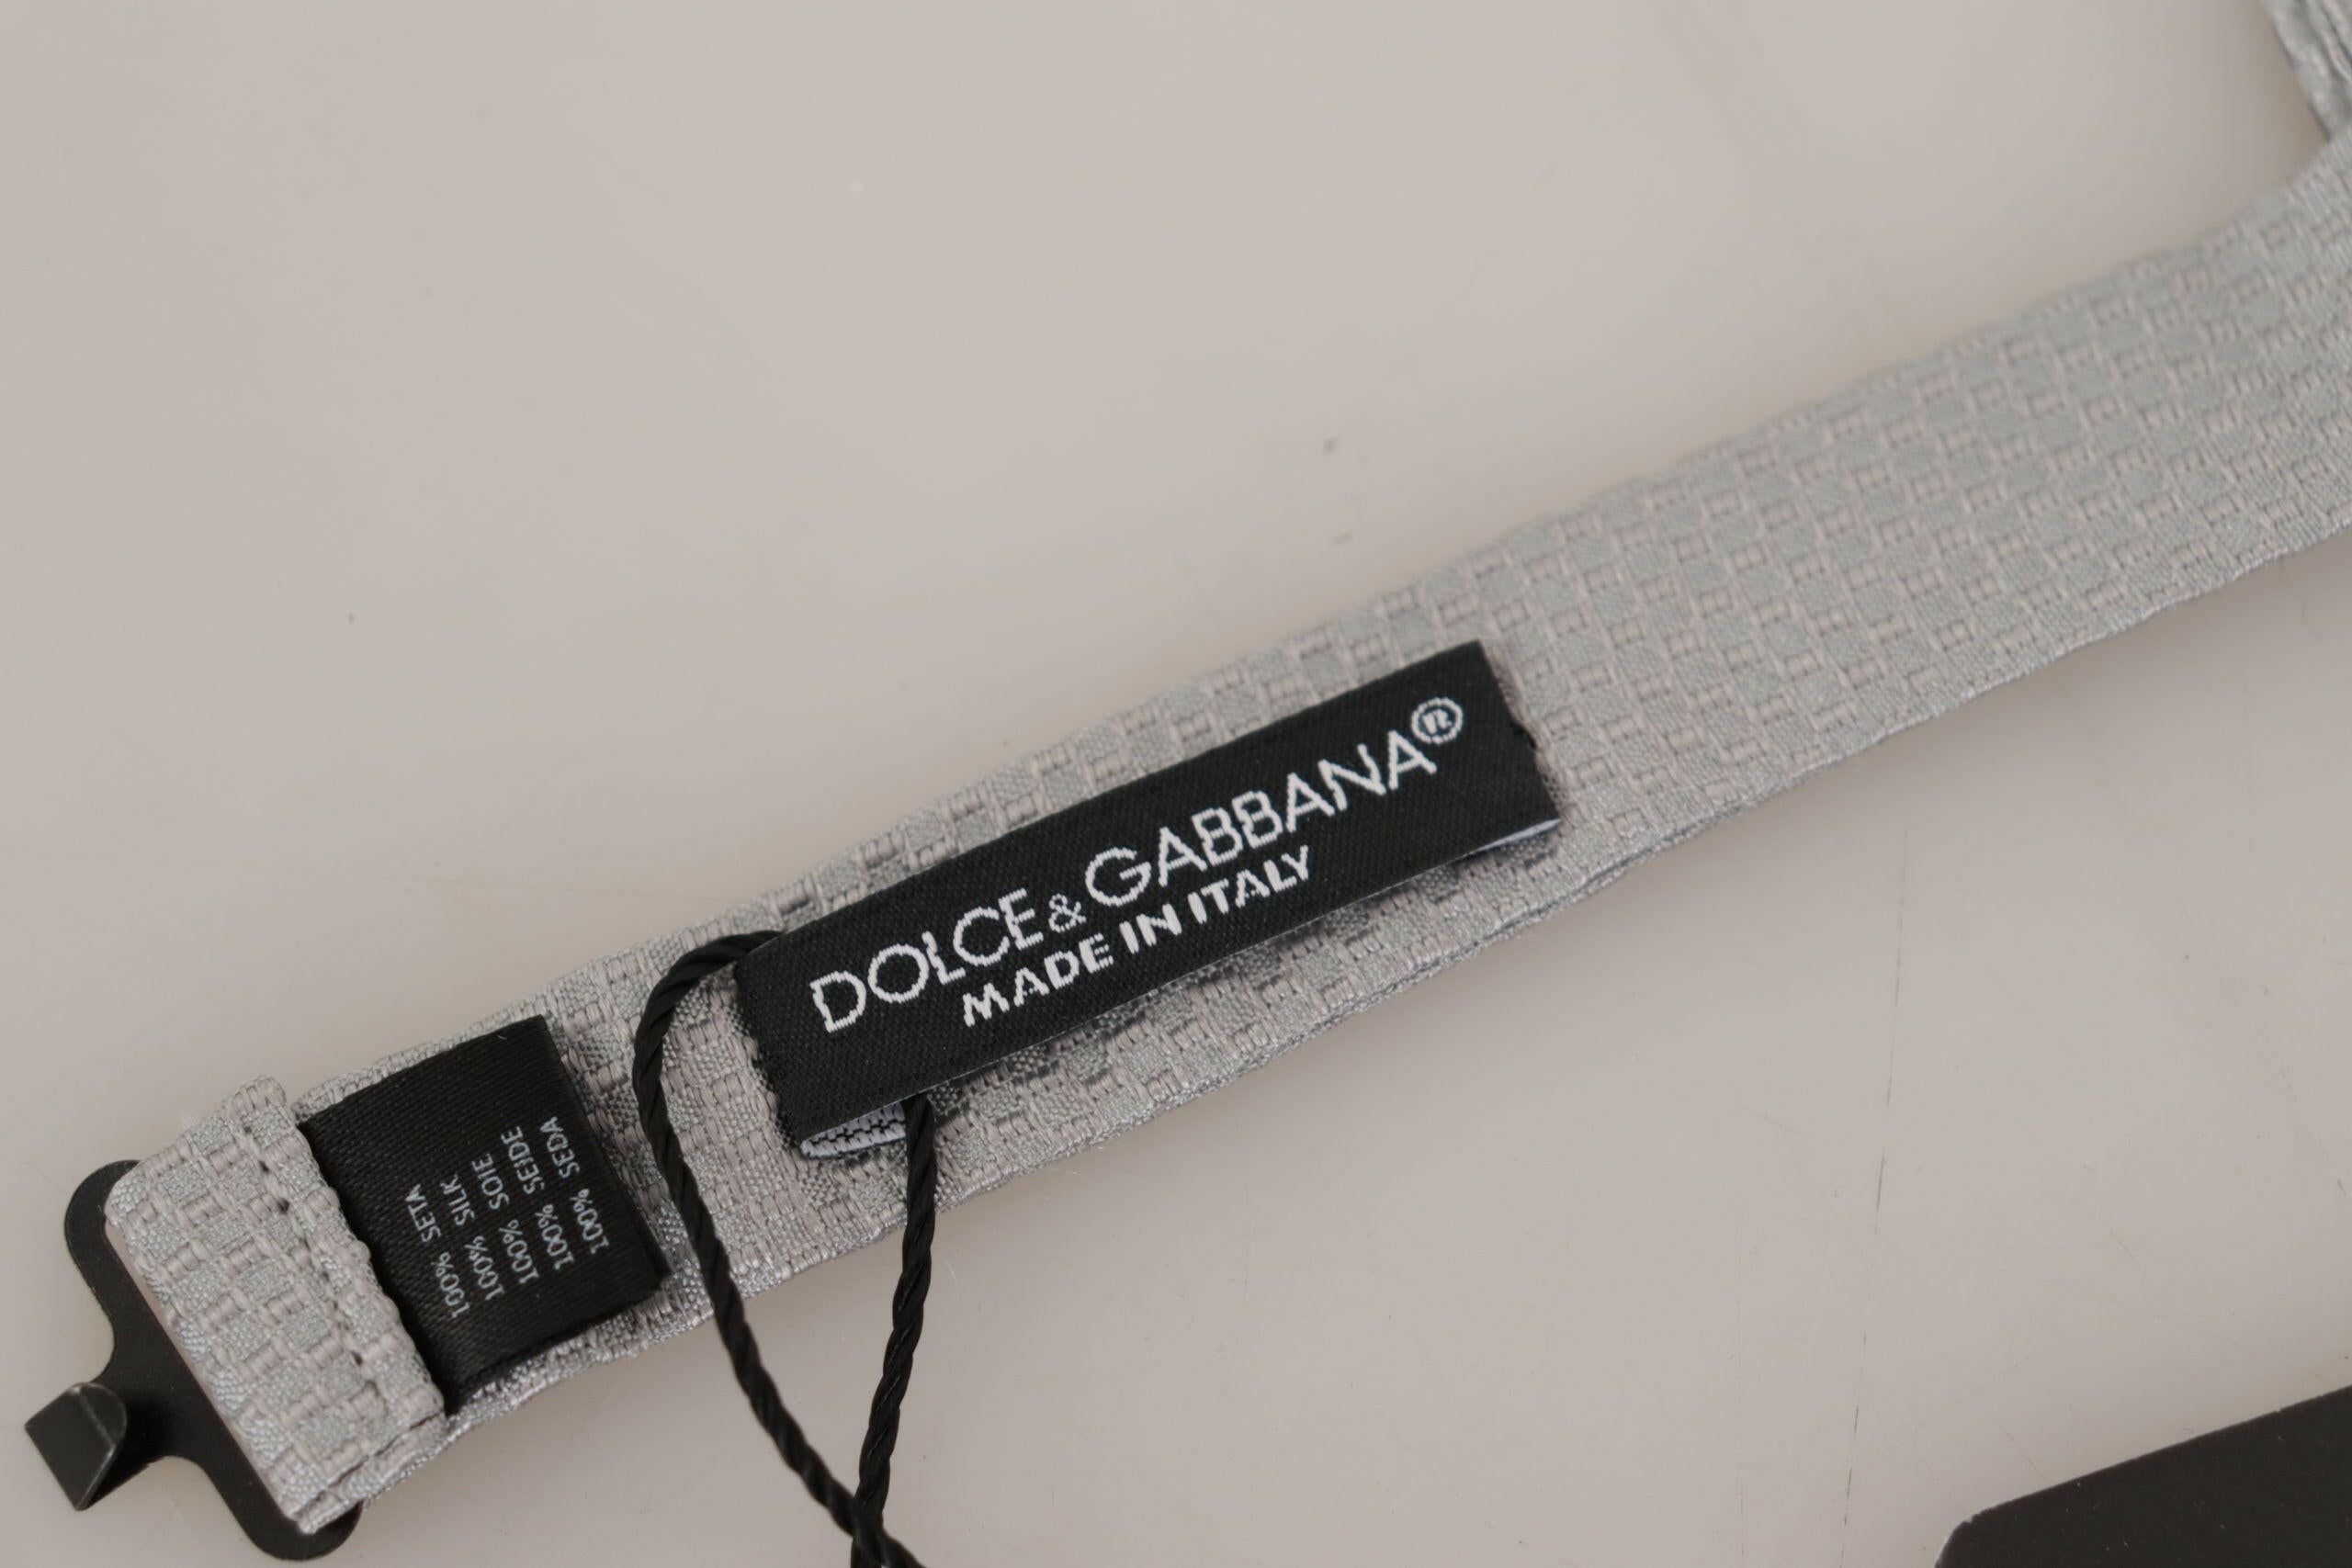 DOLCE & GABBANA®
MADE IN ITALY
100% SETA
100% SILK
100% SOIE
100% SEIDE
100% SEDA